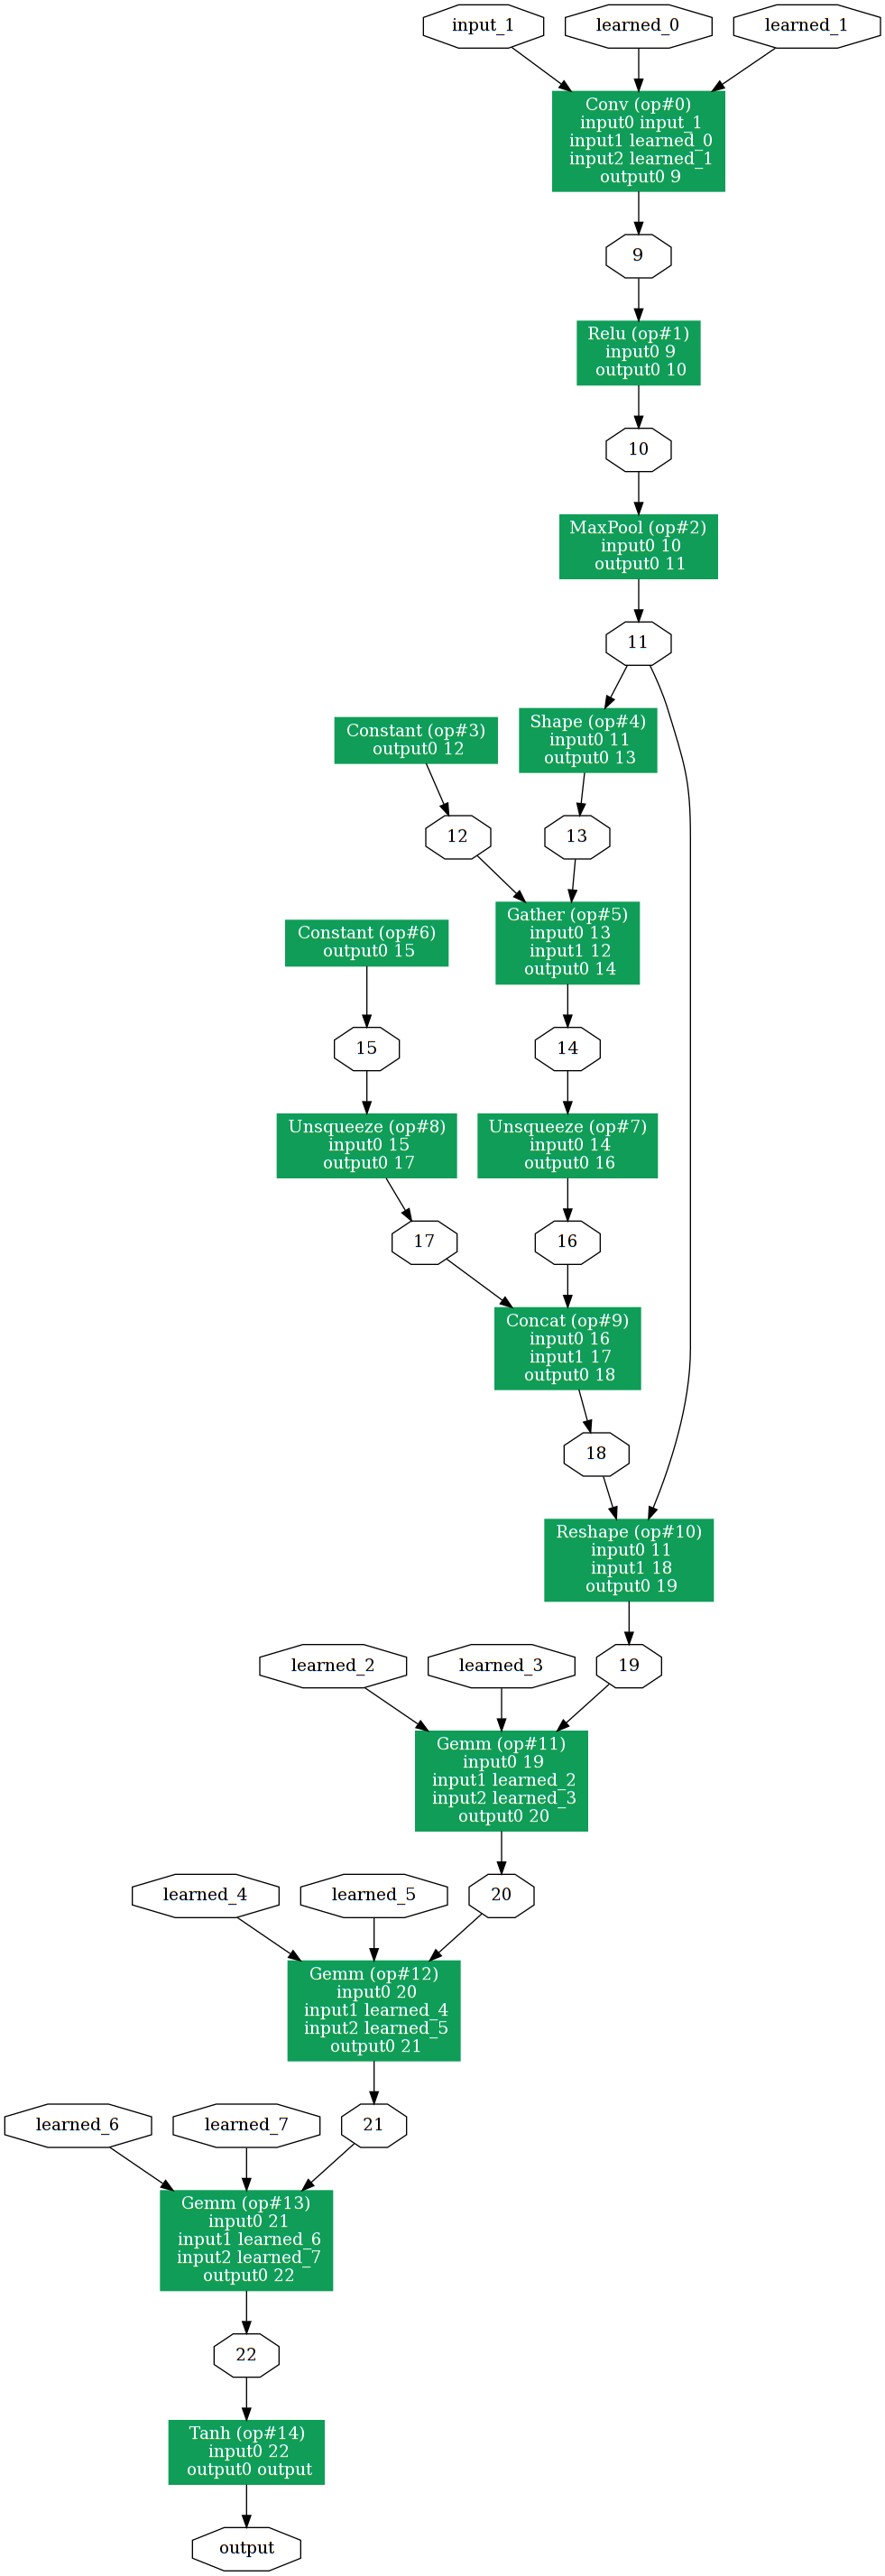 input_1
learned_0
learned_1
Conv (op#0)
input0 input_1
input1 learned_0
input2 learned_1
output0 9
9
Relu (op#1)
input0 9
output0 10
10
MaxPool (op#2)
input0 10
output0 11
11
Constant (op#3)
output0 12
Shape (op#4)
input0 11
output0 13
12
13
Gather (op#5)
input0 13
input1 12
output0 14
Constant (op#6)
output0 15
15
14
Unsqueeze (op#8)
input0 15
output0 17
Unsqueeze (op#7)
input0 14
output0 16
17
16
Concat (op#9)
input0 16
input1 17
output0 18
18
Reshape (op#10)
input0 11
input1 18
output0 19
learned_2
learned_3
19
Gemm (op#11)
input0 19
input1 learned_2
input2 learned_3
output0 20
learned_4
learned_5
20
Gemm (op#12)
input0 20
input1 learned_4
input2 learned_5
output0 21
learned_6
learned_7
21
Gemm (op#13)
input0 21
input1 learned_6
input2 learned_7
output0 22
22
Tanh (op#14)
input0 22
output0 output
output